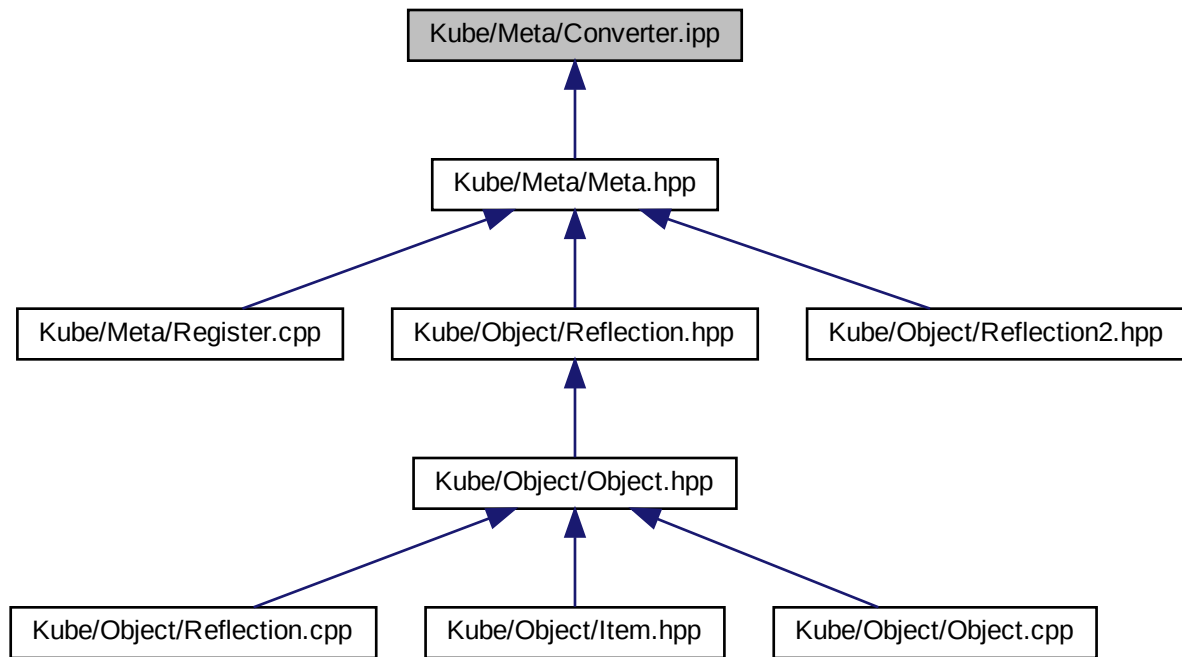 Kube/Meta/Converter.ipp
Kube/Meta/Meta.hpp
Kube/Meta/Register.cpp
Kube/Object/Reflection.hpp
Kube/Object/Reflection2.hpp
Kube/Object/Object.hpp
Kube/Object/Reflection.cpp
Kube/Object/Item.hpp
Kube/Object/Object.cpp